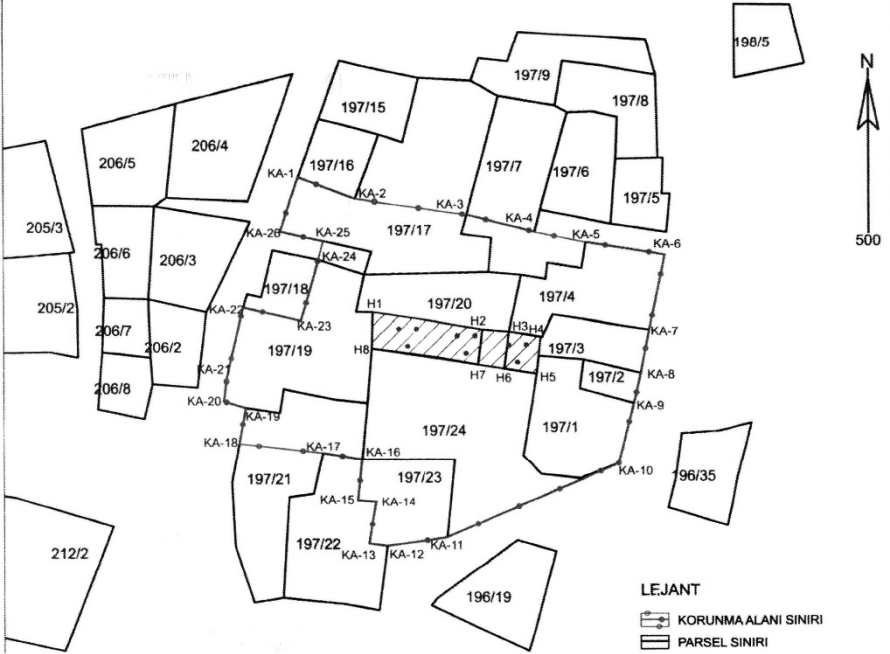 198/5
N
197/9
197/8
197/15
206/4
206/5
197/7
197/6
197/16
KA-1
197/5
KA-2
KA-3
KA-4
205/3
KA-26
KA-25
197/17
KA-5
KA-6
500
206/6
206/3
KA-24
197/18
197/4
205/2
KA-22
H1
197/20
H2
H3
H4
206/7
KA-23
KA-7
206/2
197/19
H8
197/3
KA-21
H7
H6
H5
197/2
KA-8
206/8
KA-20
KA-19
KA-9
197/24
197/1
KA-18
KA-17
KA-16
KA-10
197/21
197/23
196/35
KA-15
KA-14
197/22
KA-13
KA-12
KA-11
212/2
196/19
LEJANT
KORUNMA ALANI SINIRI
PARSEL SINIRI